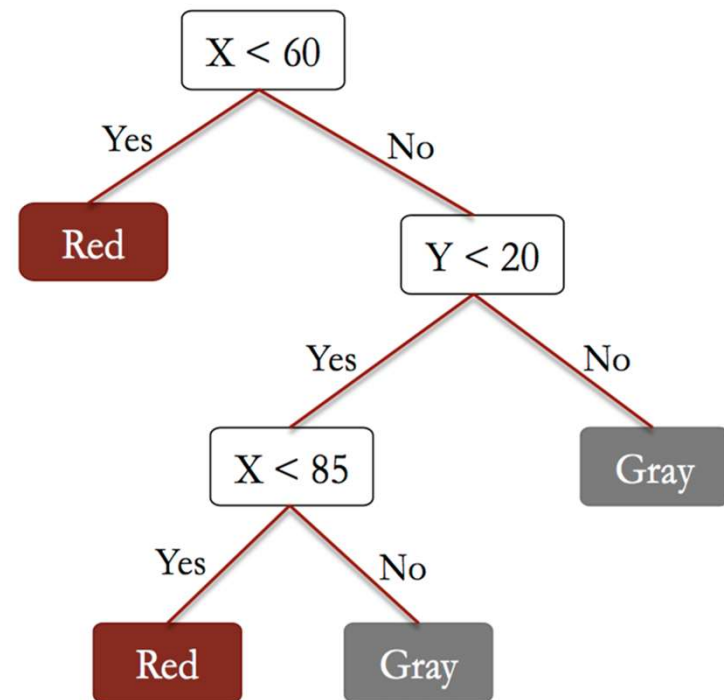 X < 60
Yes
No
Red
Y < 20
Yes
No
X < 85
Gray
Yes
No
Red
Gray